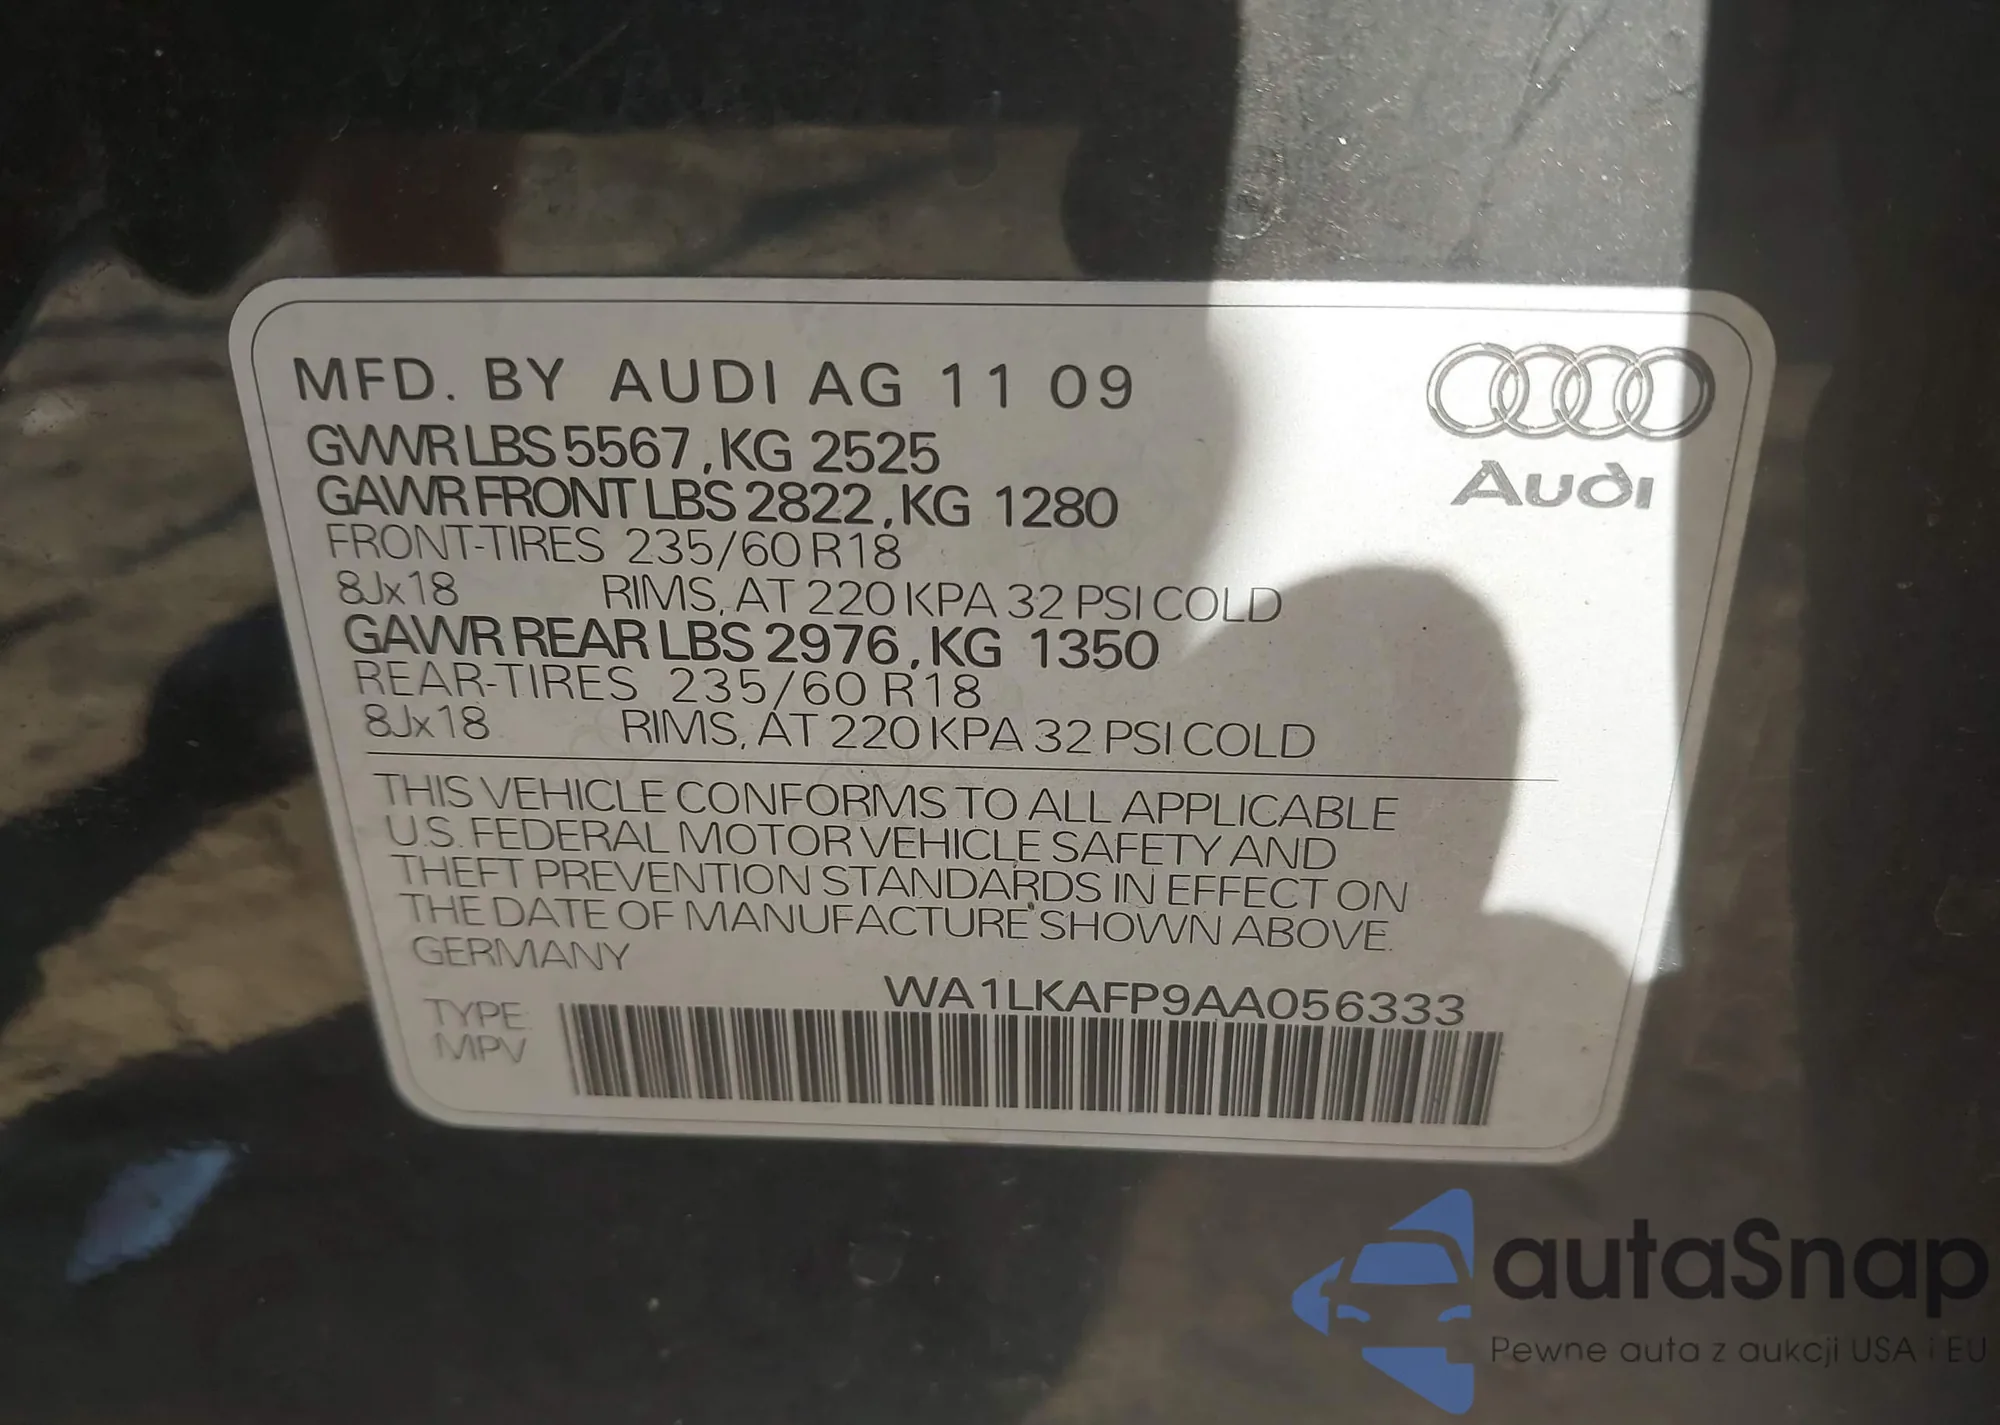 MFD. BY AUDI AG 11 09
GVWR LBS 5567, KG 2525
GAWR FRONT LBS 2822, KG 1280
FRONT-TIRES 235/60 R18
8Jx18 RIMS, AT 220 KPA 32 PSI COLD
GAWR REAR LBS 2976, KG 1350
REAR-TIRES 235/60 R18
8Jx18 RIMS, AT 220 KPA 32 PSI COLD
Audi
THIS VEHICLE CONFORMS TO ALL APPLICABLE
U.S. FEDERAL MOTOR VEHICLE SAFETY AND
THEFT PREVENTION STANDARDS IN EFFECT ON
THE DATE OF MANUFACTURE SHOWN ABOVE.
GERMANY
WA1LKAFP9AA056333
TYPE:
MPV
autaSnap
Pewne auta z aukcji USA i EU